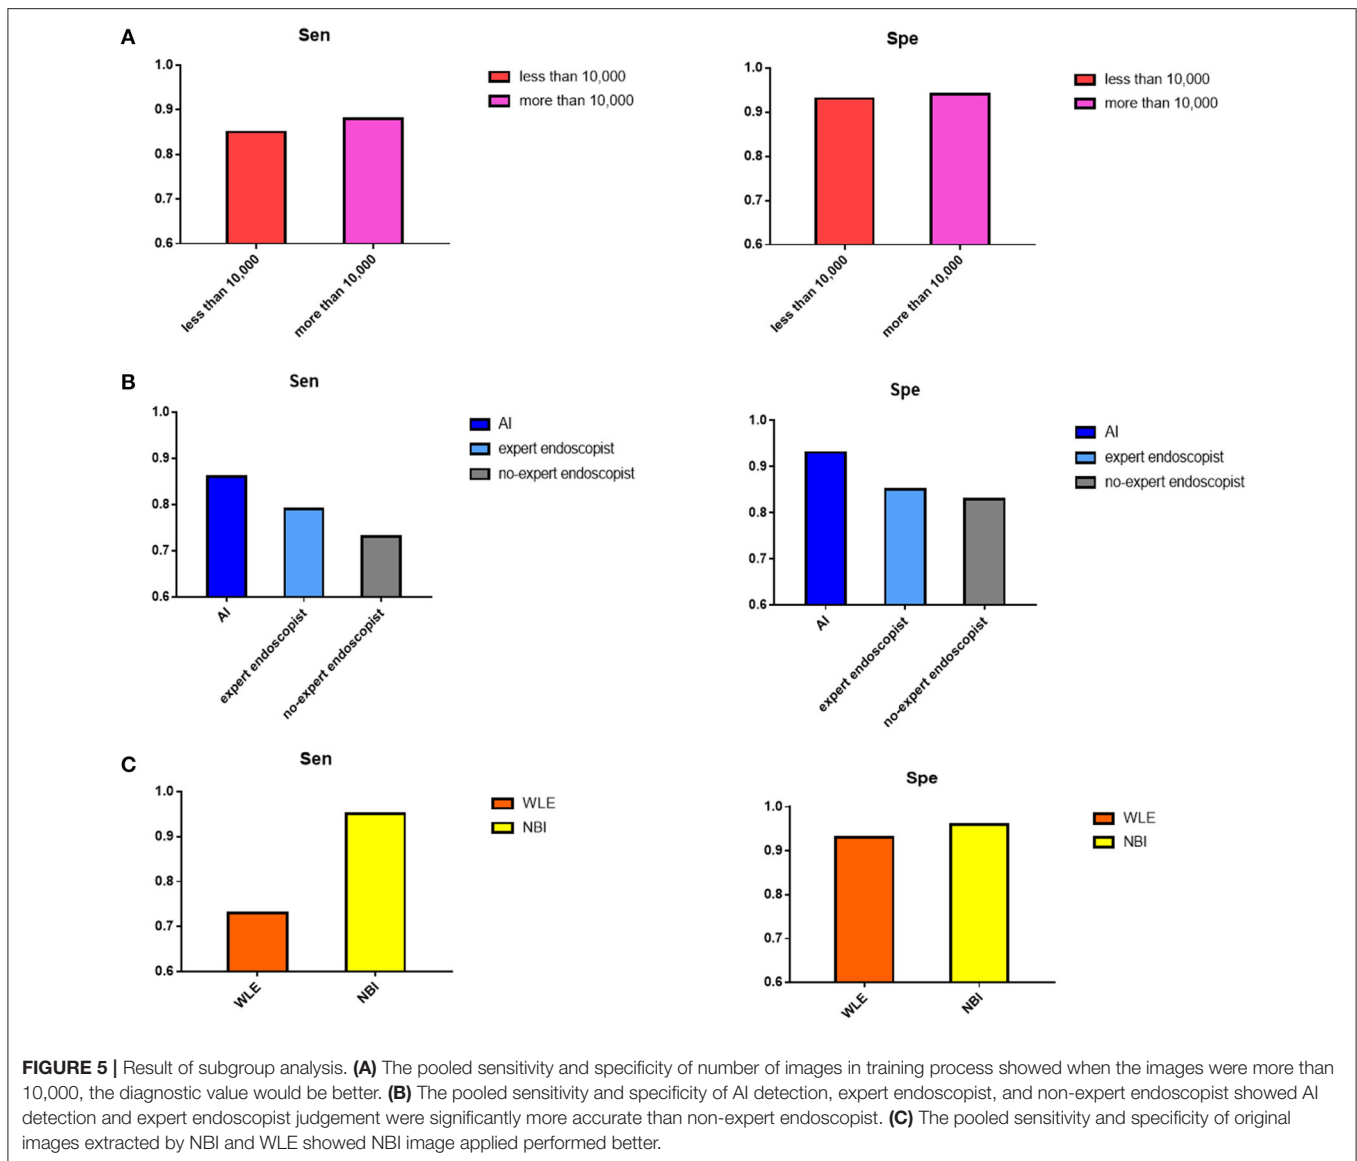 A
Sen
1.0
0.9
0.8
0.7
0.6
less than 10,000
more than 10,000
less than 10,000
more than 10,000
Spe
1.0
0.9
0.8
0.7
0.6
less than 10,000
more than 10,000
less than 10,000
more than 10,000
B
Sen
1.0
0.9
0.8
0.7
0.6
AI
expert endoscopist
no-expert endoscopist
AI
expert endoscopist
no-expert endoscopist
Spe
1.0
0.9
0.8
0.7
0.6
AI
expert endoscopist
no-expert endoscopist
AI
expert endoscopist
no-expert endoscopist
C
Sen
1.0
0.9
0.8
0.7
0.6
WLE
NBI
WLE
NBI
Spe
1.0
0.9
0.8
0.7
0.6
WLE
NBI
WLE
NBI
FIGURE 5 | Result of subgroup analysis. (A) The pooled sensitivity and specificity of number of images in training process showed when the images were more than
10,000, the diagnostic value would be better. (B) The pooled sensitivity and specificity of AI detection, expert endoscopist, and non-expert endoscopist showed AI
detection and expert endoscopist judgement were significantly more accurate than non-expert endoscopist. (C) The pooled sensitivity and specificity of original
images extracted by NBI and WLE showed NBI image applied performed better.